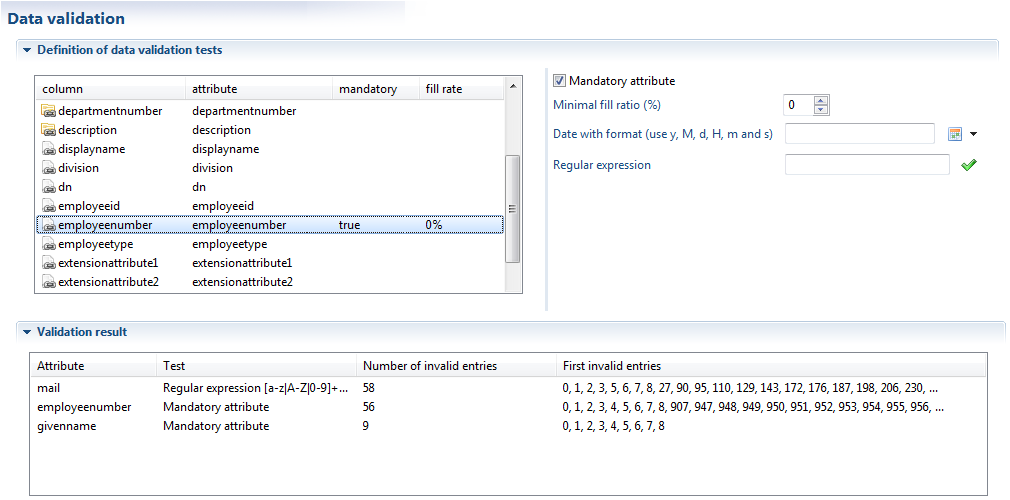 Data validation
Definition of data validation tests
column attribute mandatory fill rate
departmentnumber departmentnumber
description description
displayname displayname
division division
dn dn
employeeid employeeid
employeenumber employeenumber true 0%
employeetype employeetype
extensionattribute1 extensionattribute1
extensionattribute2 extensionattribute2
Mandatory attribute
Minimal fill ratio (%) 0
Date with format (use y, M, d, H, m and s)
Regular expression
Validation result
Attribute Test Number of invalid entries First invalid entries
mail Regular expression [a-z|A-Z|0-9]+... 58 0, 1, 2, 3, 5, 6, 7, 8, 27, 90, 95, 110, 129, 143, 172, 176, 187, 198, 206, 230, ...
employeenumber Mandatory attribute 56 0, 1, 2, 3, 4, 5, 6, 7, 8, 907, 947, 948, 949, 950, 951, 952, 953, 954, 955, 956, ...
givenname Mandatory attribute 9 0, 1, 2, 3, 4, 5, 6, 7, 8